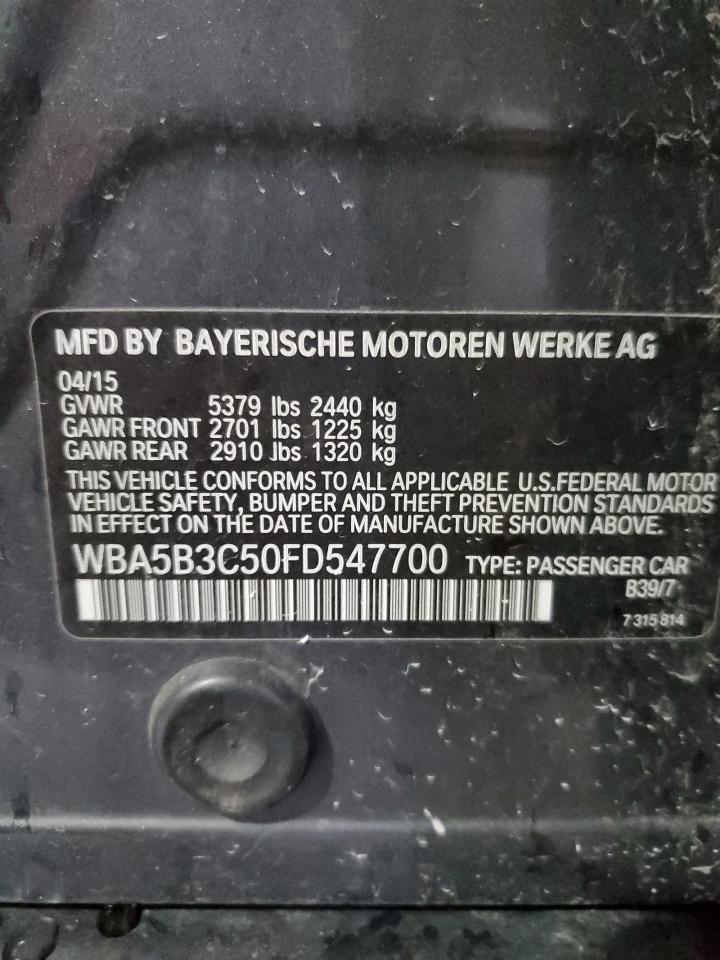 MFD BY BAYERISCHE MOTOREN WERKE AG
04/15
GVWR 5379 lbs 2440 kg
GAWR FRONT 2701 lbs 1225 kg
GAWR REAR 2910 lbs 1320 kg
THIS VEHICLE CONFORMS TO ALL APPLICABLE U.S.FEDERAL MOTOR
VEHICLE SAFETY, BUMPER AND THEFT PREVENTION STANDARDS
IN EFFECT ON THE DATE OF MANUFACTURE SHOWN ABOVE.
WBA5B3C50FD547700 TYPE: PASSENGER CAR
B39/7
7 315 814